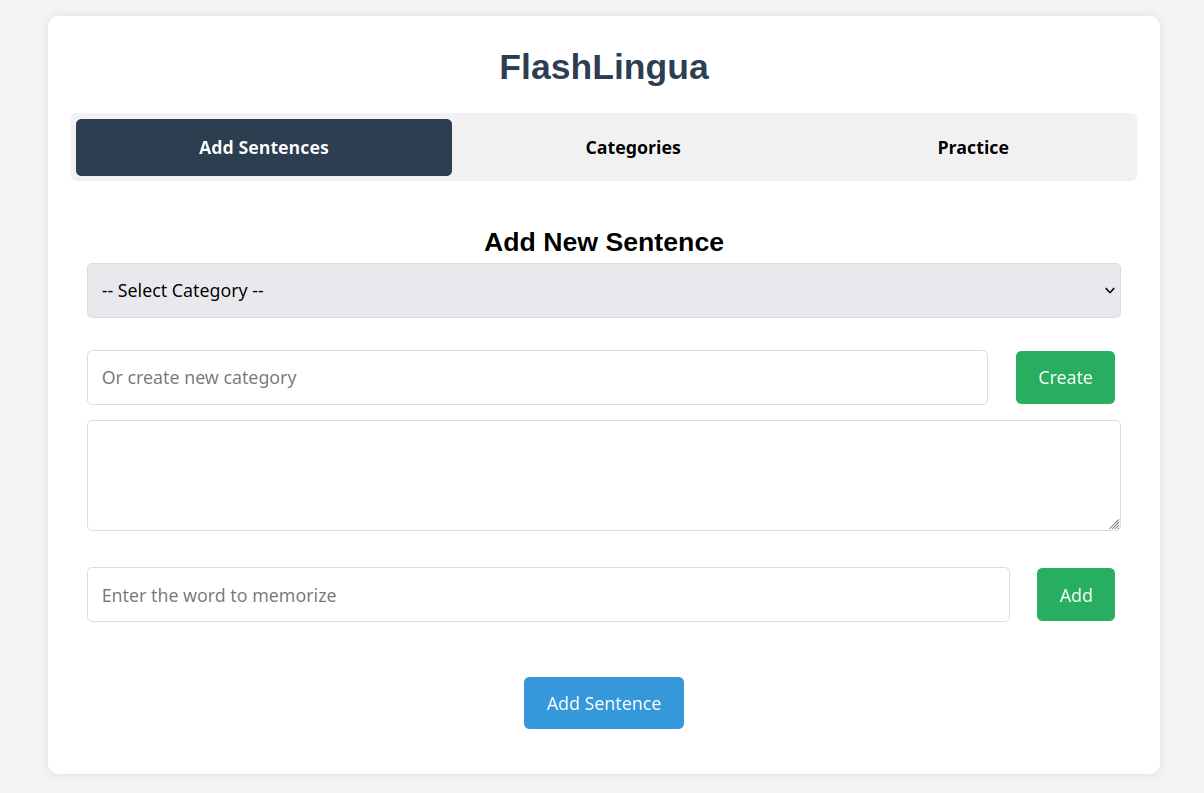 FlashLingua
Add Sentences
Categories
Practice
Add New Sentence
-- Select Category --
Or create new category
Create
Enter the word to memorize
Add
Add Sentence